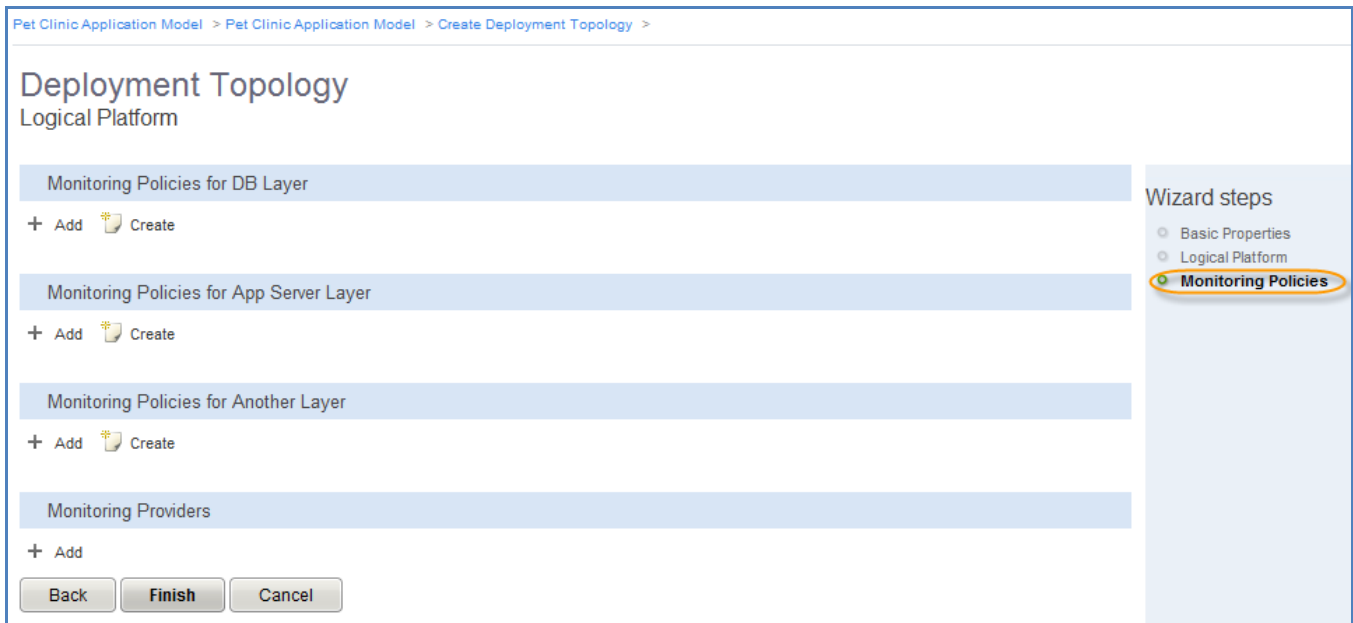 Pet Clinic Application Model > Pet Clinic Application Model > Create Deployment Topology >
Deployment Topology
Logical Platform
Monitoring Policies for DB Layer
+ Add Create
Monitoring Policies for App Server Layer
+ Add Create
Monitoring Policies for Another Layer
+ Add Create
Monitoring Providers
+ Add
Back Finish Cancel
Wizard steps
Basic Properties
Logical Platform
Monitoring Policies